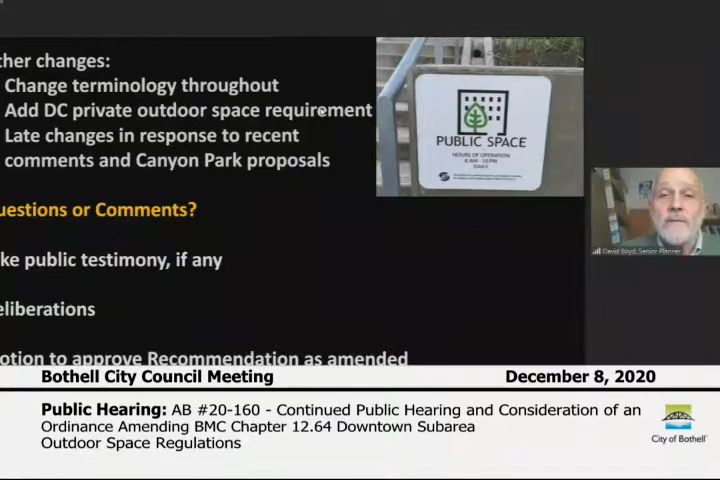 ther changes:
Change terminology throughout
Add DC private outdoor space requirement
Late changes in response to recent
comments and Canyon Park proposals
uestions or Comments?
ke public testimony, if any
eliberations
otion to approve Recommendation as amended
PUBLIC SPACE
HOURS OF OPERATION
6 AM - 10 PM
DAILY
David Boyd, Senior Planner
Bothell City Council Meeting
December 8, 2020
Public Hearing: AB #20-160 - Continued Public Hearing and Consideration of an
Ordinance Amending BMC Chapter 12.64 Downtown Subarea
Outdoor Space Regulations
City of Bothell